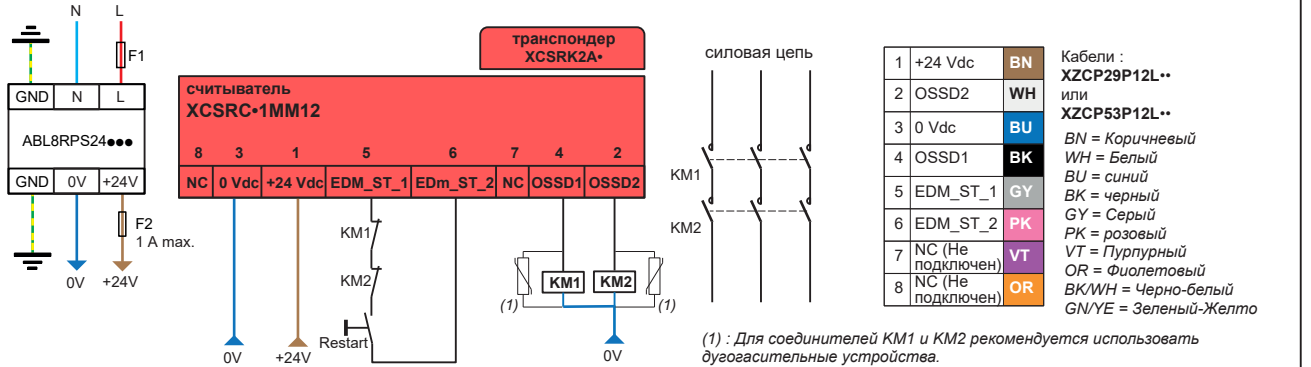 N L
F1
GND N L
ABL8RPS24●●●
GND 0V +24V
F2
1 A max.
0V +24V
транспондер
XCSRK2A•
считыватель
XCSRC•1MM12
8 3 1 5 6 7 4 2
NC 0 Vdc +24 Vdc EDM_ST_1 EDm_ST_2 NC OSSD1 OSSD2
KM1
KM2
Restart
0V +24V
KM1 KM2
(1) (1)
0V
силовая цепь
KM1
KM2
1 +24 Vdc BN
2 OSSD2 WH
3 0 Vdc BU
4 OSSD1 BK
5 EDM_ST_1 GY
6 EDM_ST_2 PK
7 NC (Не
подключен) VT
8 NC (Не
подключен) OR
Кабели :
XZCP29P12L••
или
XZCP53P12L••
BN = Коричневый
WH = Белый
BU = синий
BK = черный
GY = Серый
PK = розовый
VT = Пурпурный
OR = Фиолетовый
BK/WH = Черно-белый
GN/YE = Зеленый-Желто
(1) : Для соединителей KM1 и KM2 рекомендуется использовать
дугогасительные устройства.